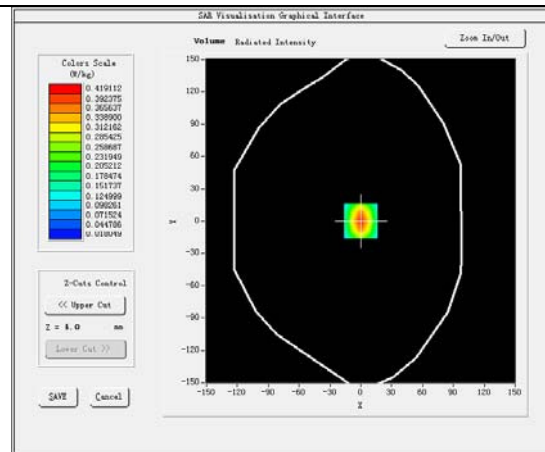 SAR Visualisation Graphical Interface
Volume Radiated Intensity
Zoom In/Out
Colors Scale
(W/kg)
0.419112
0.392375
0.365637
0.338900
0.312162
0.285425
0.258687
0.231949
0.205212
0.178474
0.151737
0.124999
0.098261
0.071524
0.044786
0.018049
Z-Cuts Control
<< Upper Cut
Z = 4.0 mm
Lower Cut >>
SAVE Cancel
Y
150
120
90
60
30
0
-30
-60
-90
-120
-150
-150 -120 -90 -60 -30 0 30 60 90 120 150
X